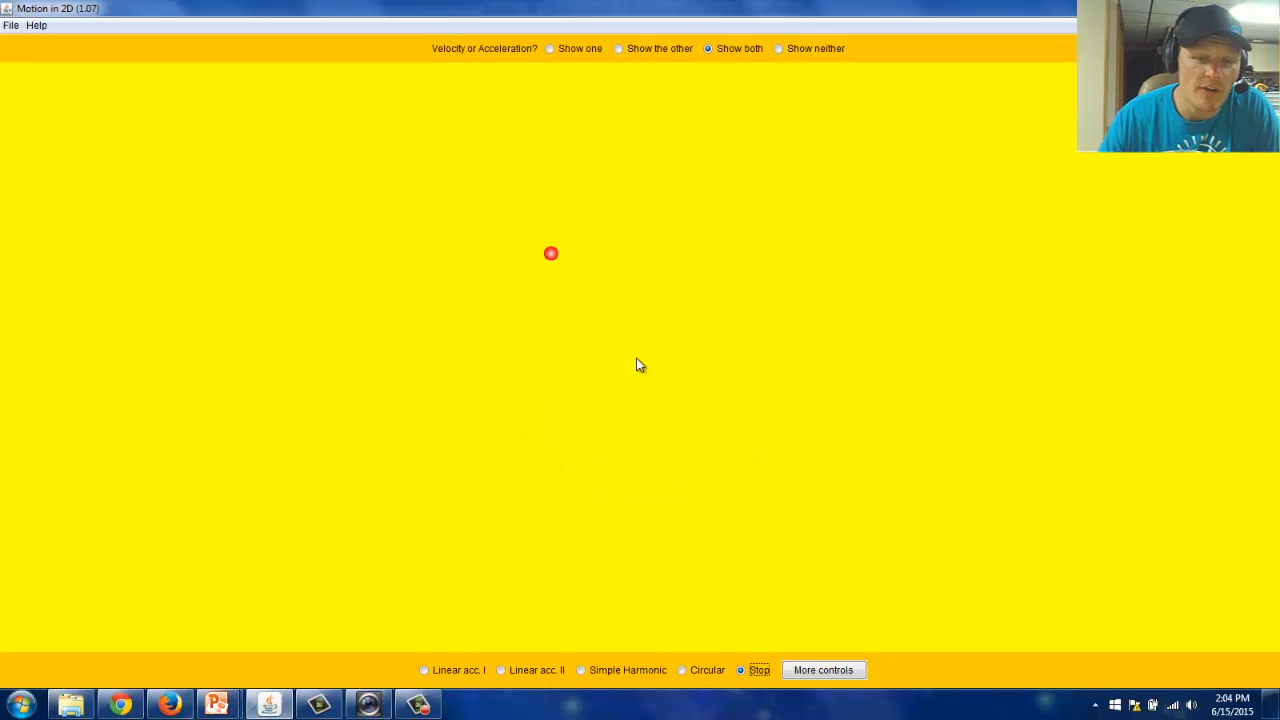 Motion in 2D (1.07)
File Help
Velocity or Acceleration? Show one Show the other Show both Show neither
Linear acc. I Linear acc. II Simple Harmonic Circular Stop More controls
2:04 PM
6/15/2015